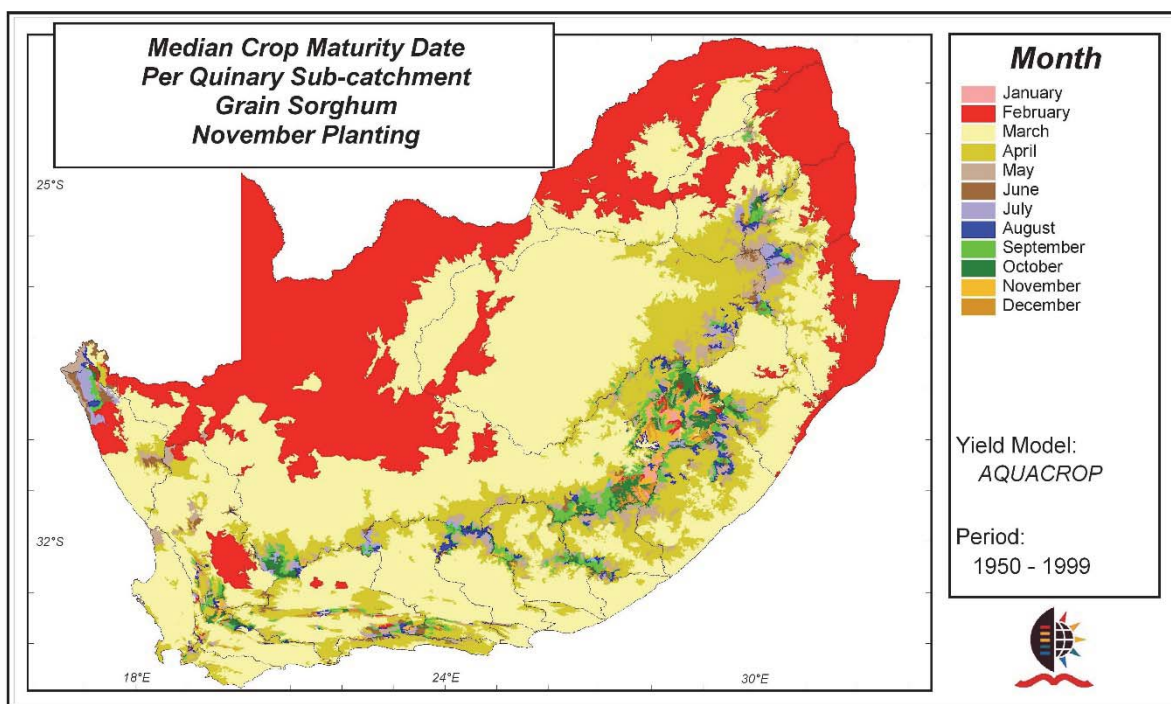 Median Crop Maturity Date
Per Quinary Sub-catchment
Grain Sorghum
November Planting
Month
January
February
March
April
May
June
July
August
September
October
November
December
Yield Model:
AQUACROP
Period:
1950 - 1999
25°S
32°S
18°E
24°E
30°E